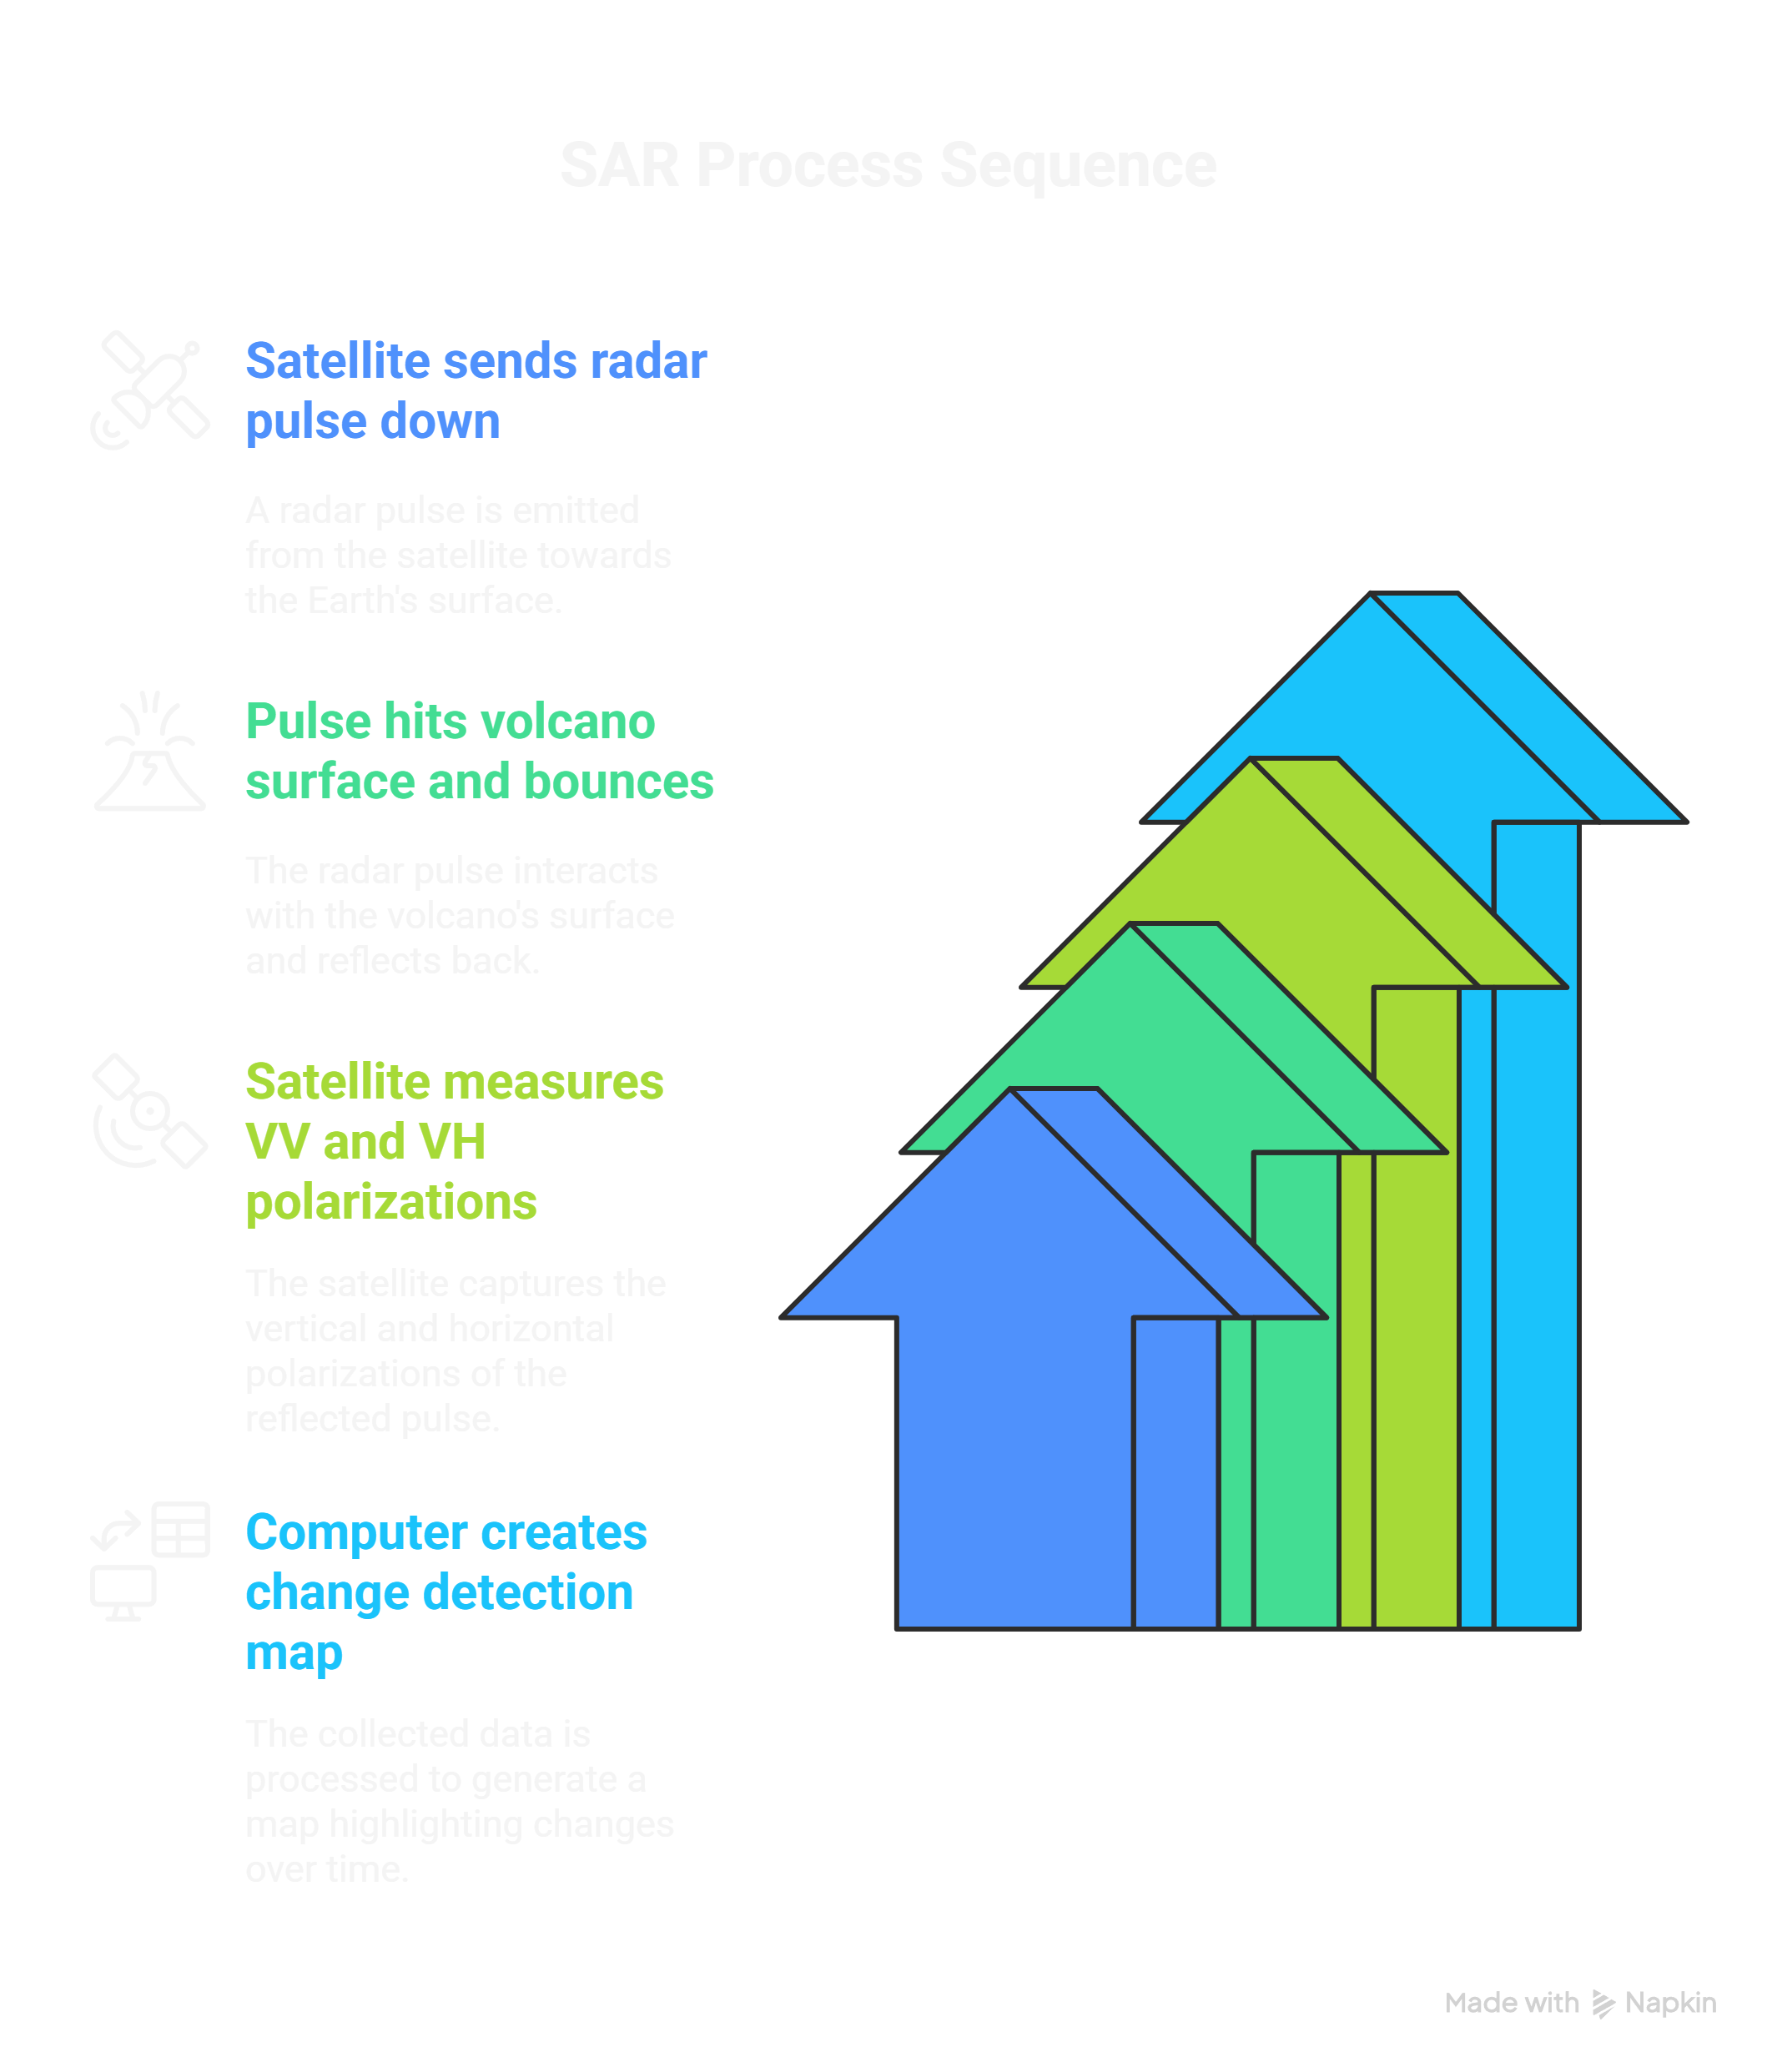 SAR Process Sequence
Satellite sends radar
pulse down
A radar pulse is emitted
from the satellite towards
the Earth's surface.
Pulse hits volcano
surface and bounces
The radar pulse interacts
with the volcano's surface
and reflects back.
Satellite measures
VV and VH
polarizations
The satellite captures the
vertical and horizontal
polarizations of the
reflected pulse.
Computer creates
change detection
map
The collected data is
processed to generate a
map highlighting changes
over time.
Made with Napkin